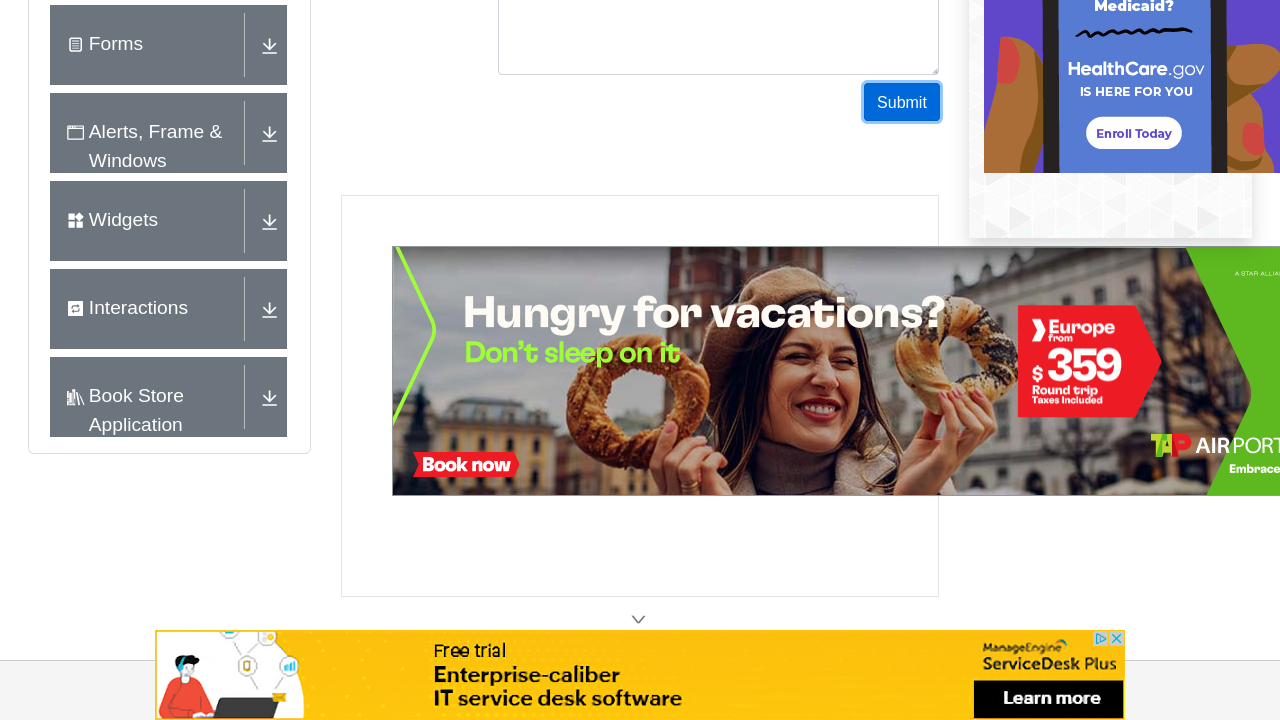 Forms
Alerts, Frame &
Windows
Widgets
Interactions
Book Store
Application
Submit
Medicaid?
HealthCare.gov
IS HERE FOR YOU
Enroll Today
Hungry for vacations?
Don't sleep on it
Book now
Europe
from
$ 359
Round trip
Taxes Included
A STAR ALLIA
TAP AIR PORT
Embrace
Free trial
Enterprise-caliber
IT service desk software
ManageEngine
ServiceDesk Plus
Learn more